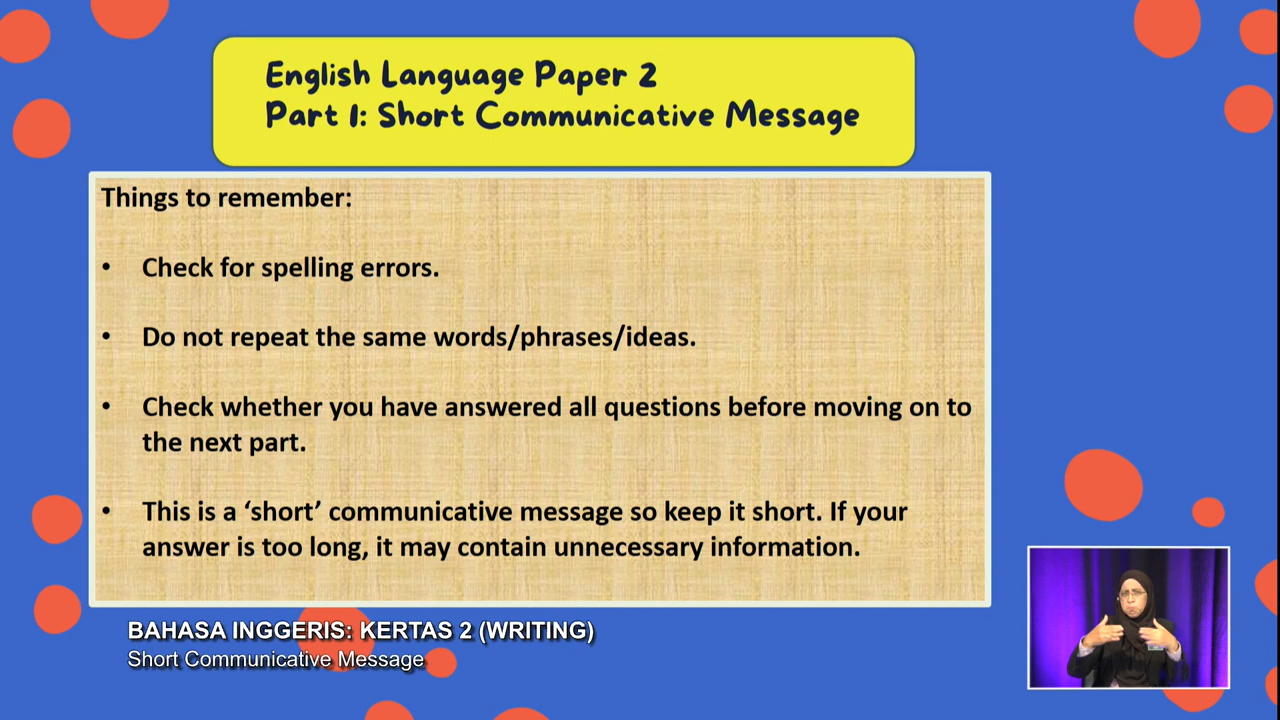 English Language Paper 2
Part 1: Short Communicative Message
Things to remember:
• Check for spelling errors.
• Do not repeat the same words/phrases/ideas.
• Check whether you have answered all questions before moving on to
the next part.
• This is a ‘short’ communicative message so keep it short. If your
answer is too long, it may contain unnecessary information.
BAHASA INGGERIS: KERTAS 2 (WRITING)
Short Communicative Message